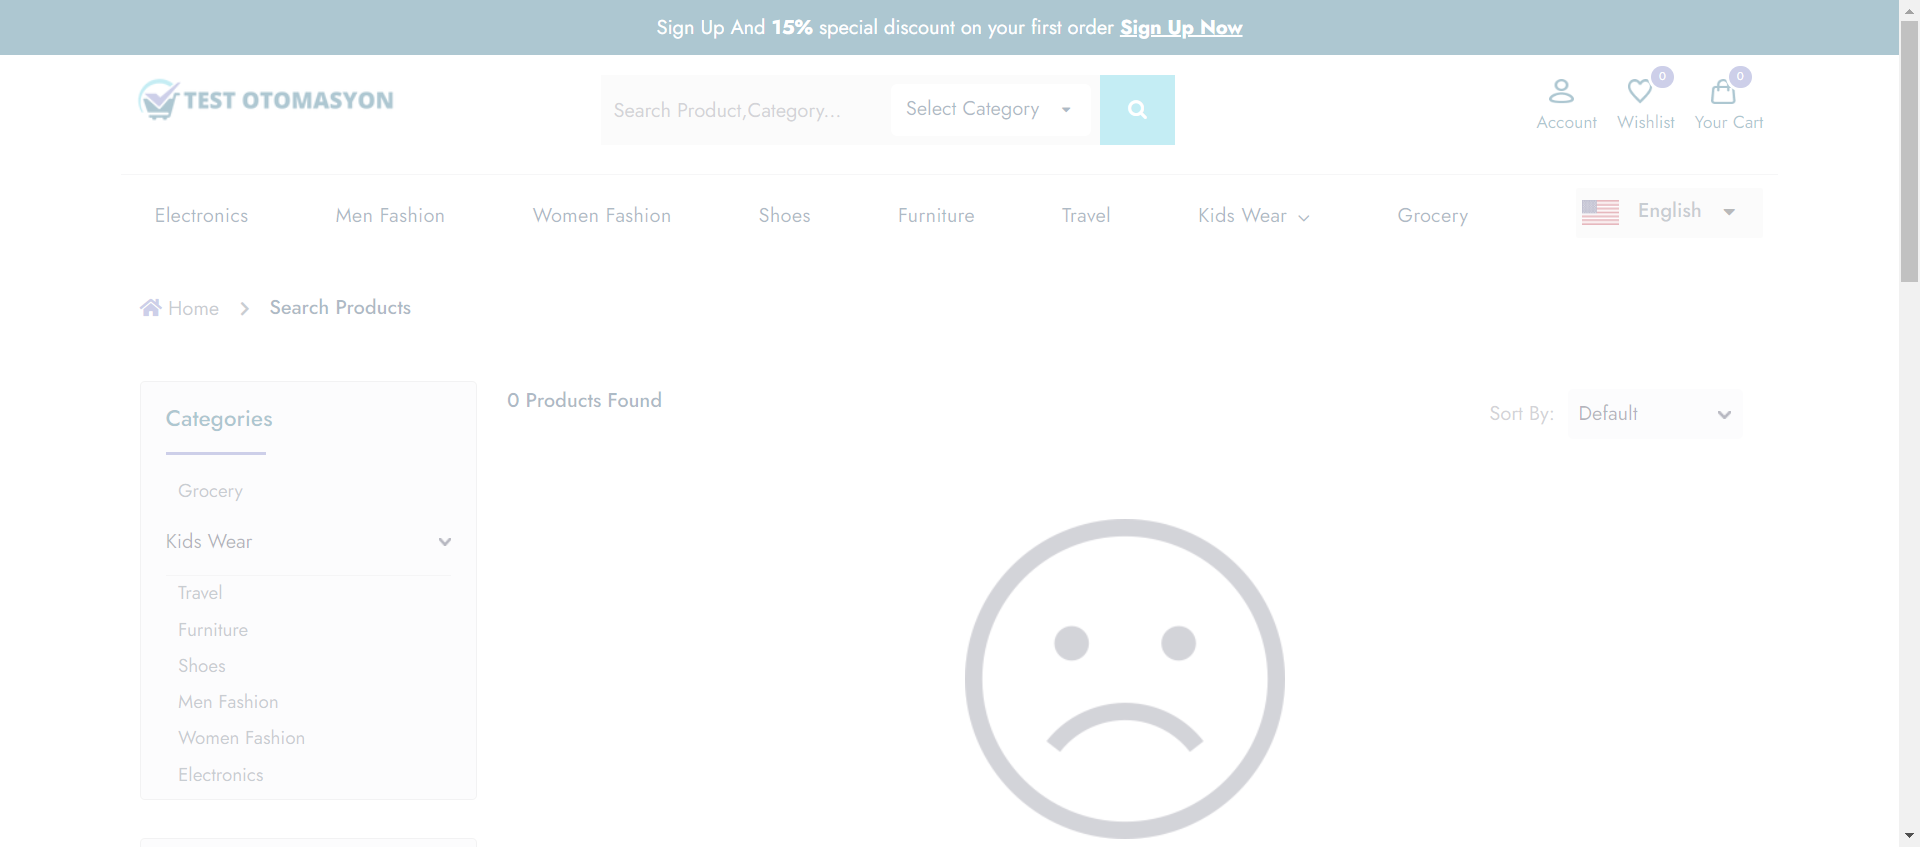 Sign Up And 15% special discount on your first order Sign Up Now
TEST OTOMASYON
Search Product,Category...
Select Category
0
0
Account
Wishlist
Your Cart
Electronics
Men Fashion
Women Fashion
Shoes
Furniture
Travel
Kids Wear
Grocery
English
Home
Search Products
Categories
Grocery
Kids Wear
Travel
Furniture
Shoes
Men Fashion
Women Fashion
Electronics
0 Products Found
Sort By:
Default